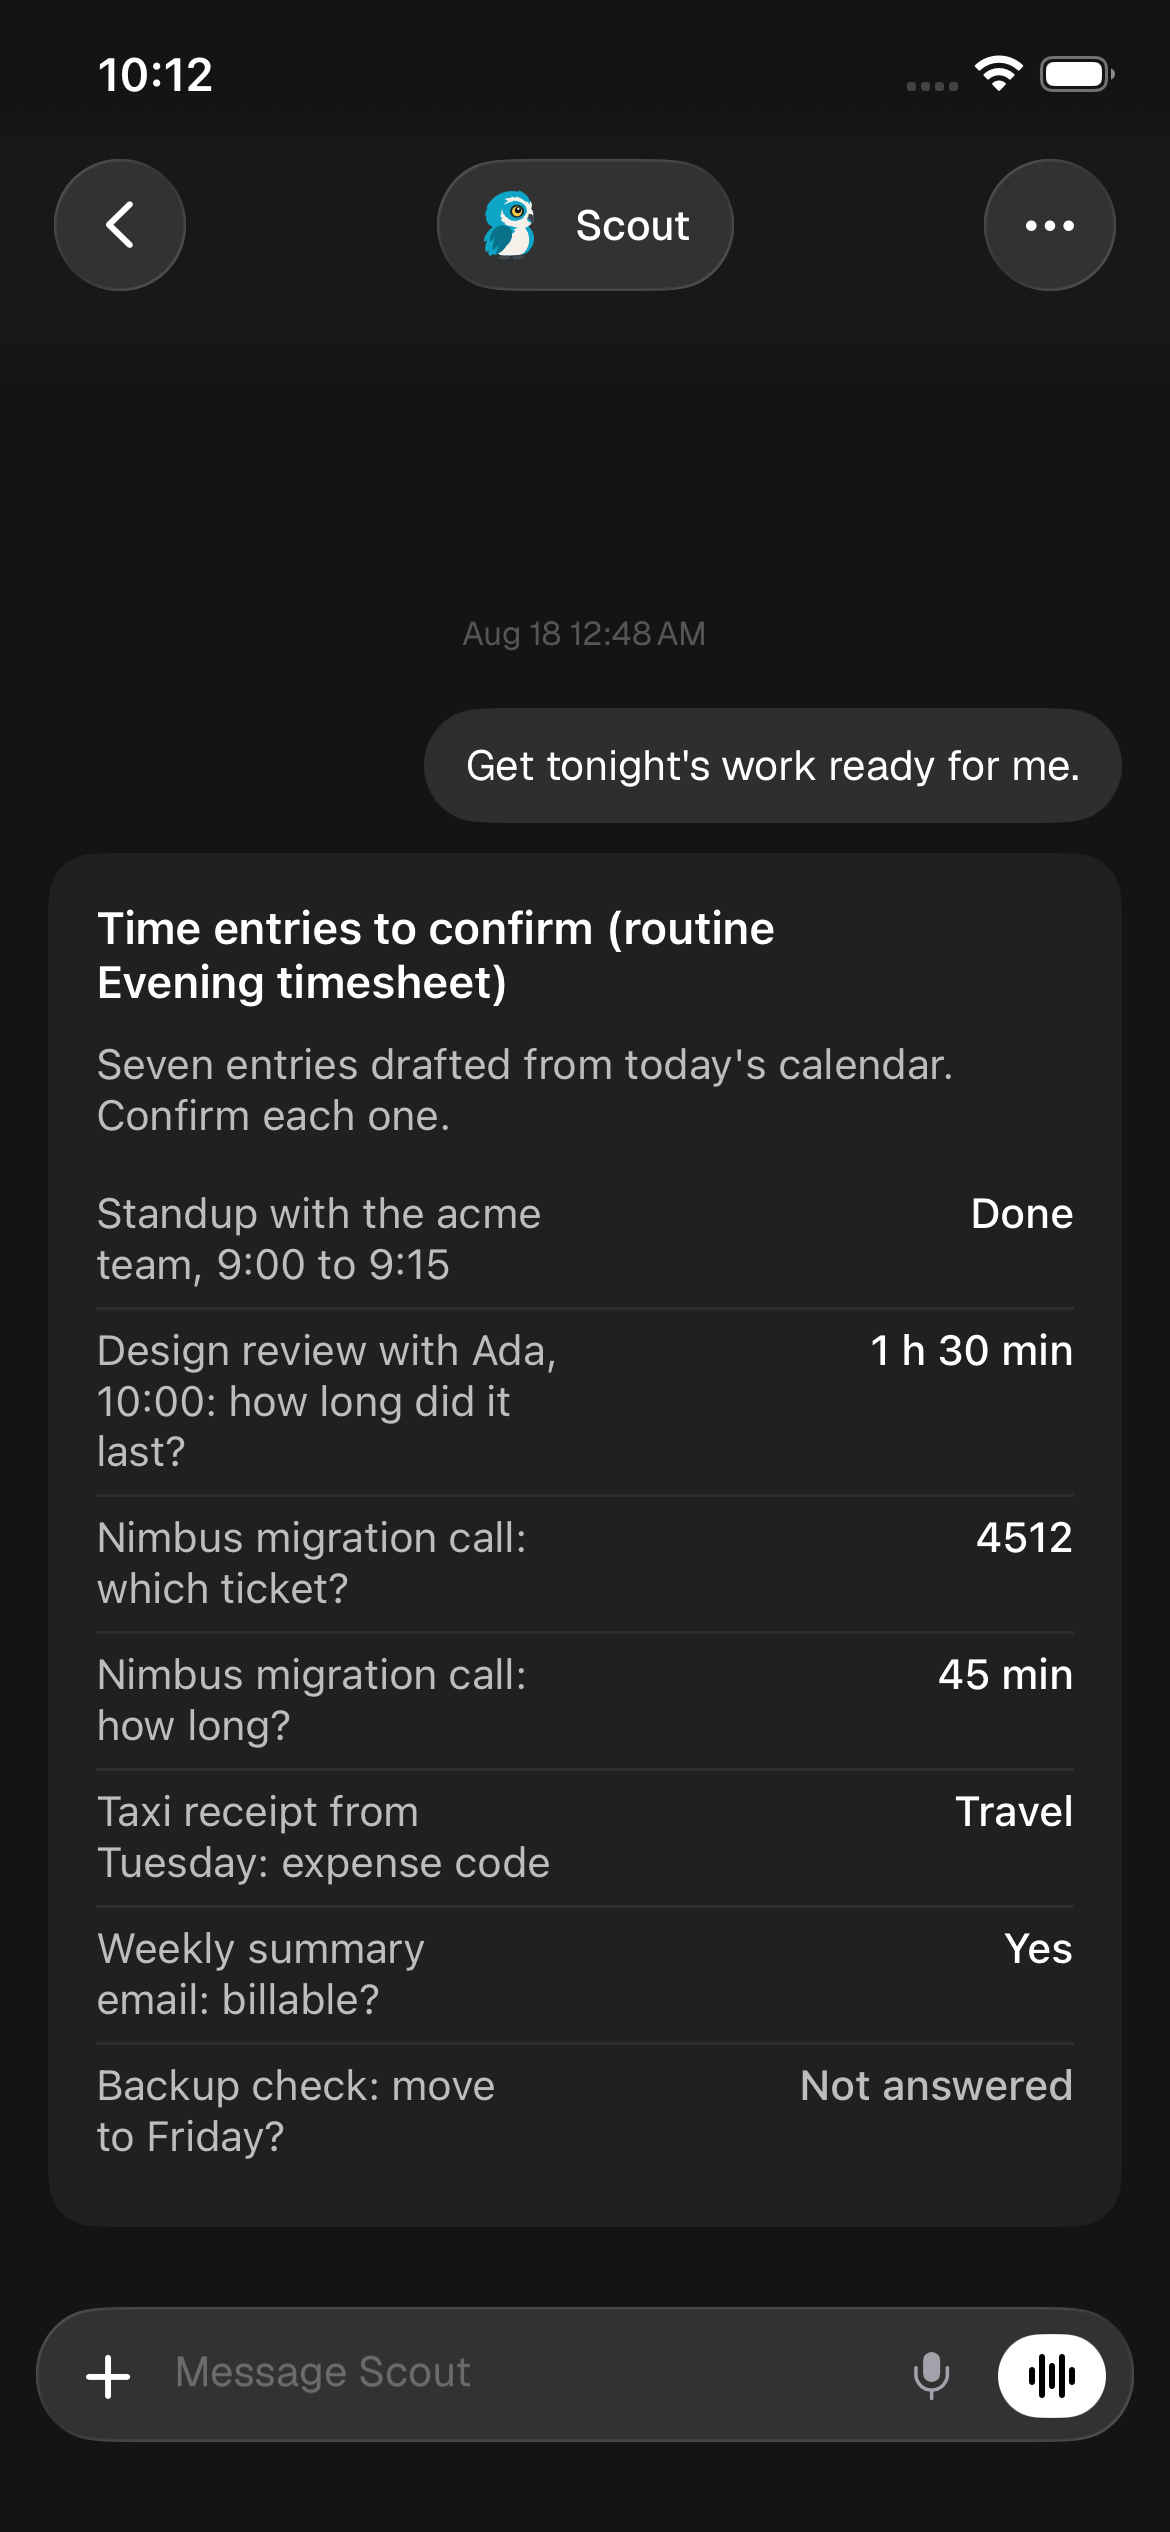 10:12
Scout
Aug 18 12:48 AM
Get tonight's work ready for me.
Time entries to confirm (routine
Evening timesheet)
Seven entries drafted from today's calendar.
Confirm each one.
Standup with the acme
team, 9:00 to 9:15
Done
Design review with Ada,
10:00: how long did it
last?
1 h 30 min
Nimbus migration call:
which ticket?
4512
Nimbus migration call:
how long?
45 min
Taxi receipt from
Tuesday: expense code
Travel
Weekly summary
email: billable?
Yes
Backup check: move
to Friday?
Not answered
Message Scout